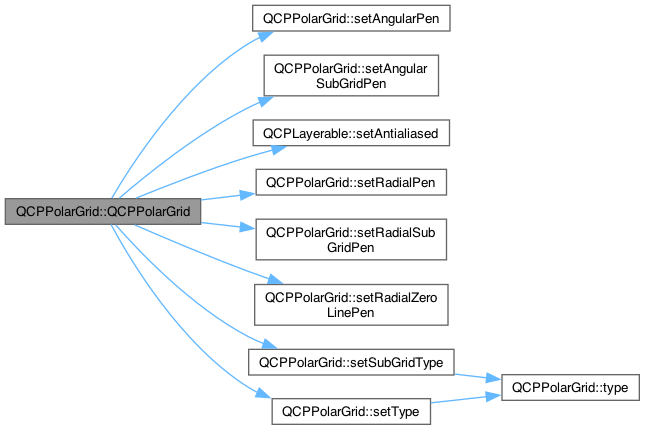 QCPPolarGrid::setAngularPen
QCPPolarGrid::setAngular
SubGridPen
QCPLayerable::setAntialiased
QCPPolarGrid::setRadialPen
QCPPolarGrid::QCPPolarGrid
QCPPolarGrid::setRadialSub
GridPen
QCPPolarGrid::setRadialZero
LinePen
QCPPolarGrid::setSubGridType
QCPPolarGrid::type
QCPPolarGrid::setType